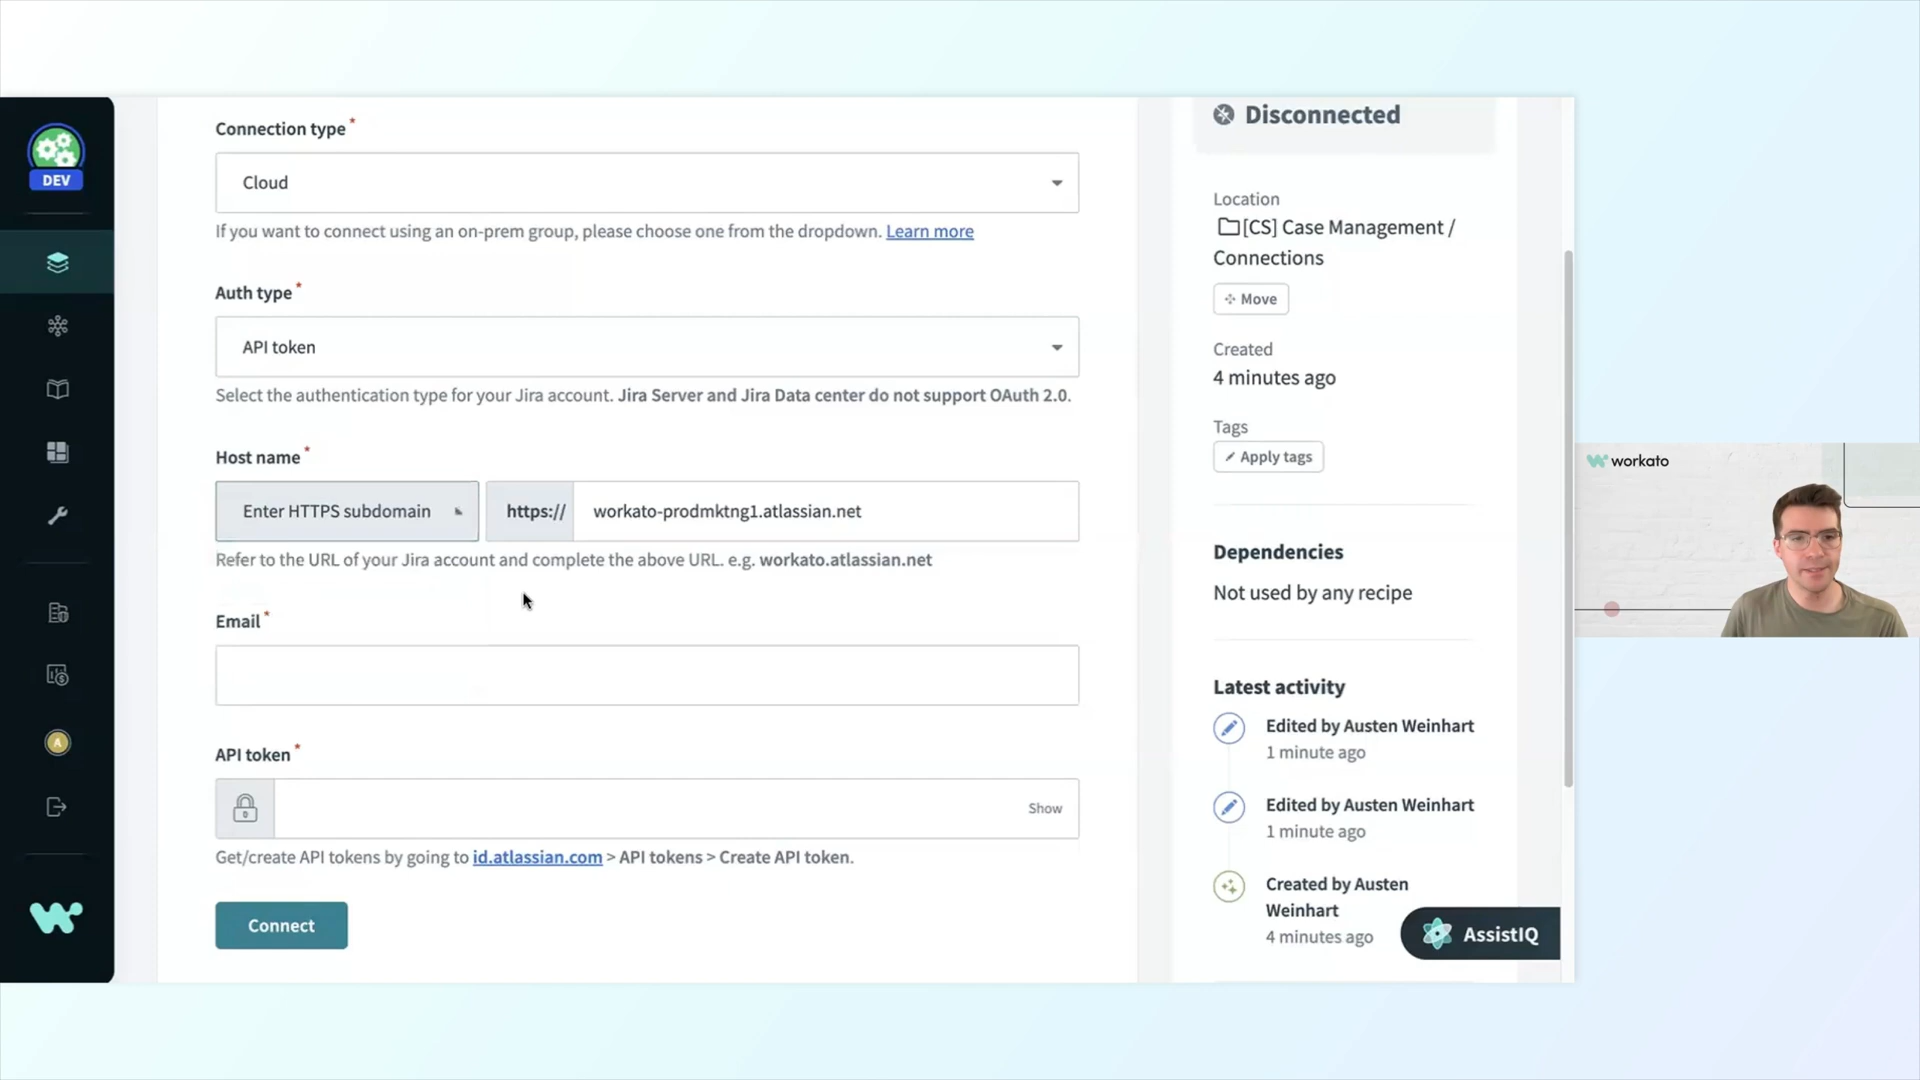 DEV
Connection type *
Cloud
If you want to connect using an on-prem group, please choose one from the dropdown. Learn more
Auth type *
API token
Select the authentication type for your Jira account. Jira Server and Jira Data center do not support OAuth 2.0.
Host name *
Enter HTTPS subdomain
https://
workato-prodmktng1.atlassian.net
Refer to the URL of your Jira account and complete the above URL. e.g. workato.atlassian.net
Email *
API token *
Show
Get/create API tokens by going to id.atlassian.com > API tokens > Create API token.
Connect
Disconnected
Location
[CS] Case Management /
Connections
Move
Created
4 minutes ago
Tags
Apply tags
Dependencies
Not used by any recipe
Latest activity
Edited by Austen Weinhart
1 minute ago
Edited by Austen Weinhart
1 minute ago
Created by Austen
Weinhart
4 minutes ago
AssistIQ
A
workato